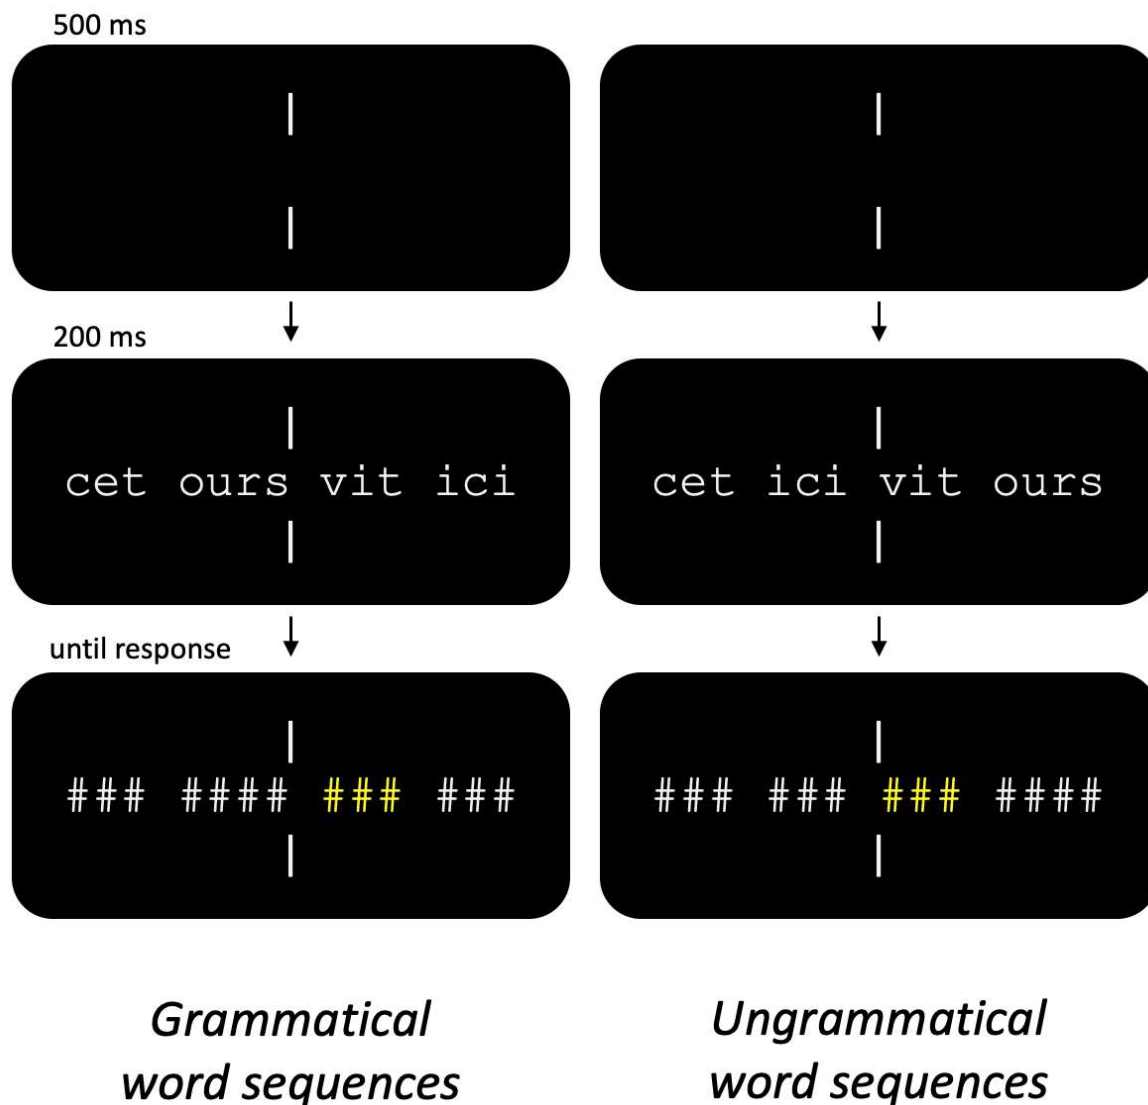 500 ms
200 ms
cet ours vit ici
cet ici vit ours
until response
### #### ### ###
### ### ### ####
Grammatical
word sequences
Ungrammatical
word sequences